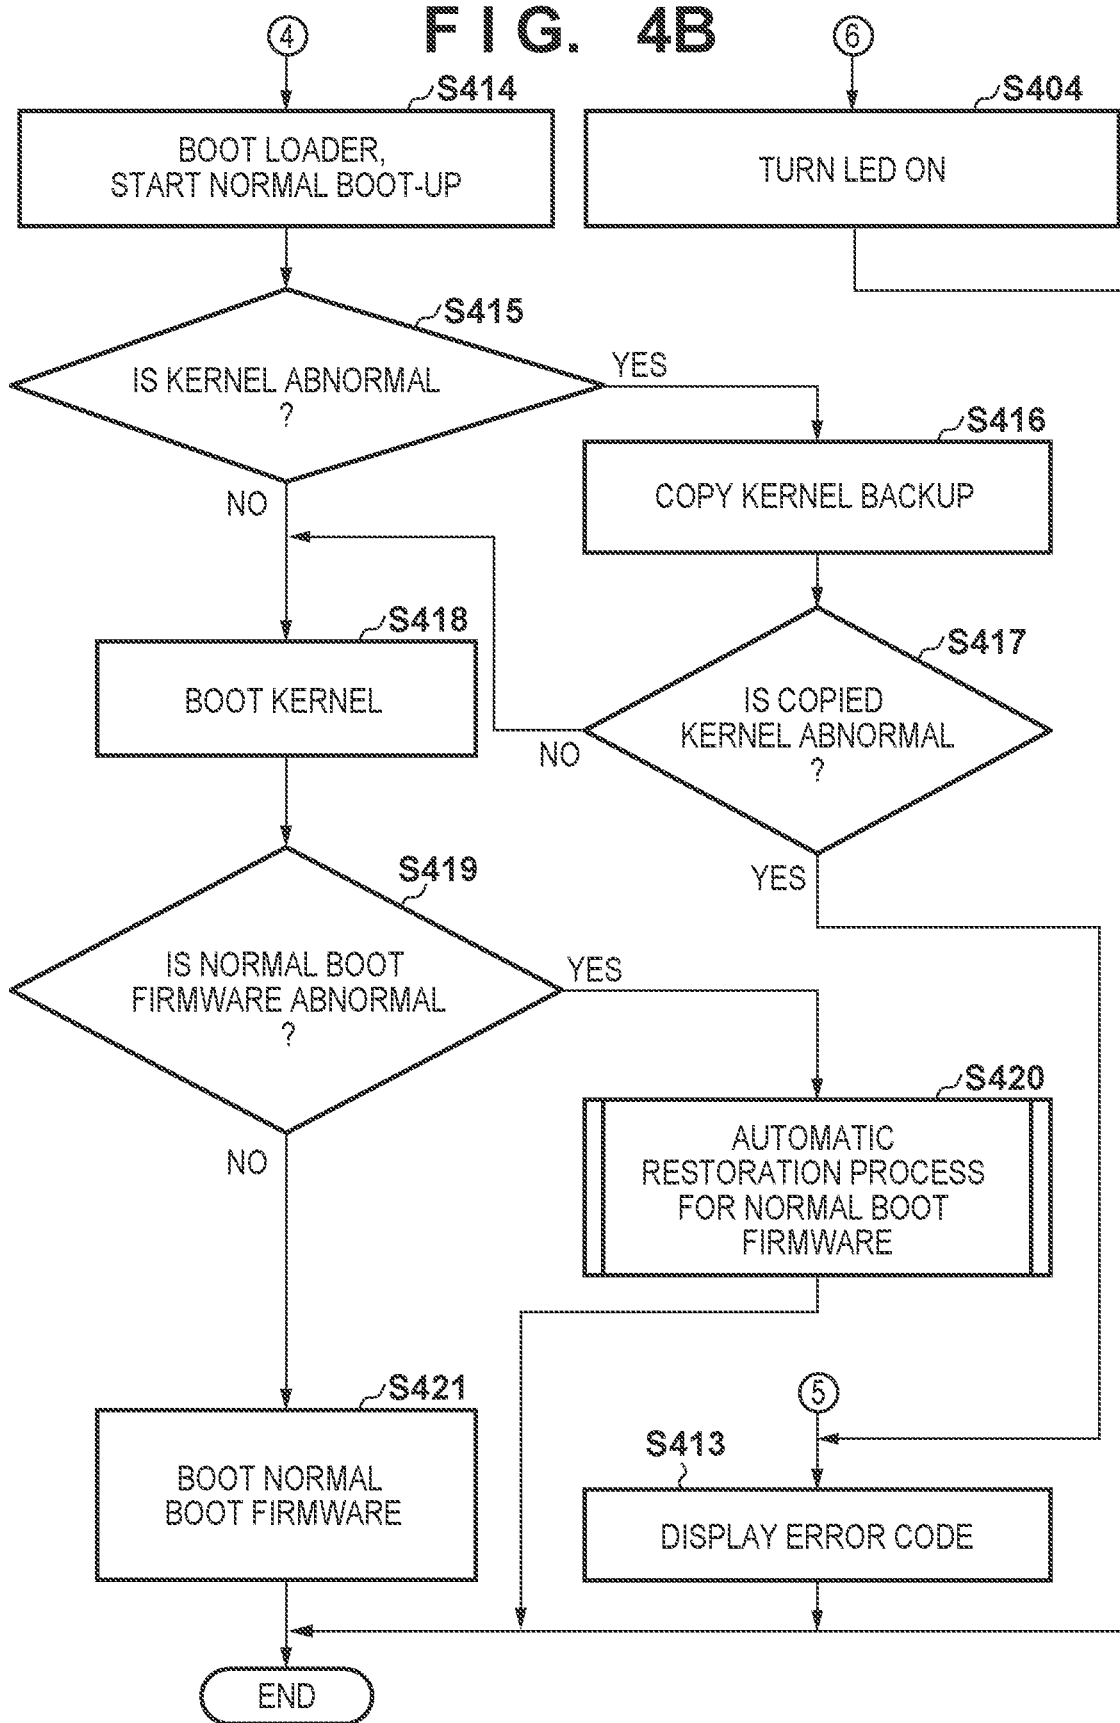 FIG. 4B
4
6
S414
BOOT LOADER,
START NORMAL BOOT-UP
S404
TURN LED ON
S415
IS KERNEL ABNORMAL
?
YES
NO
S416
COPY KERNEL BACKUP
S417
IS COPIED
KERNEL ABNORMAL
?
NO
YES
S418
BOOT KERNEL
S419
IS NORMAL BOOT
FIRMWARE ABNORMAL
?
YES
NO
S420
AUTOMATIC
RESTORATION PROCESS
FOR NORMAL BOOT
FIRMWARE
S421
BOOT NORMAL
BOOT FIRMWARE
5
S413
DISPLAY ERROR CODE
END